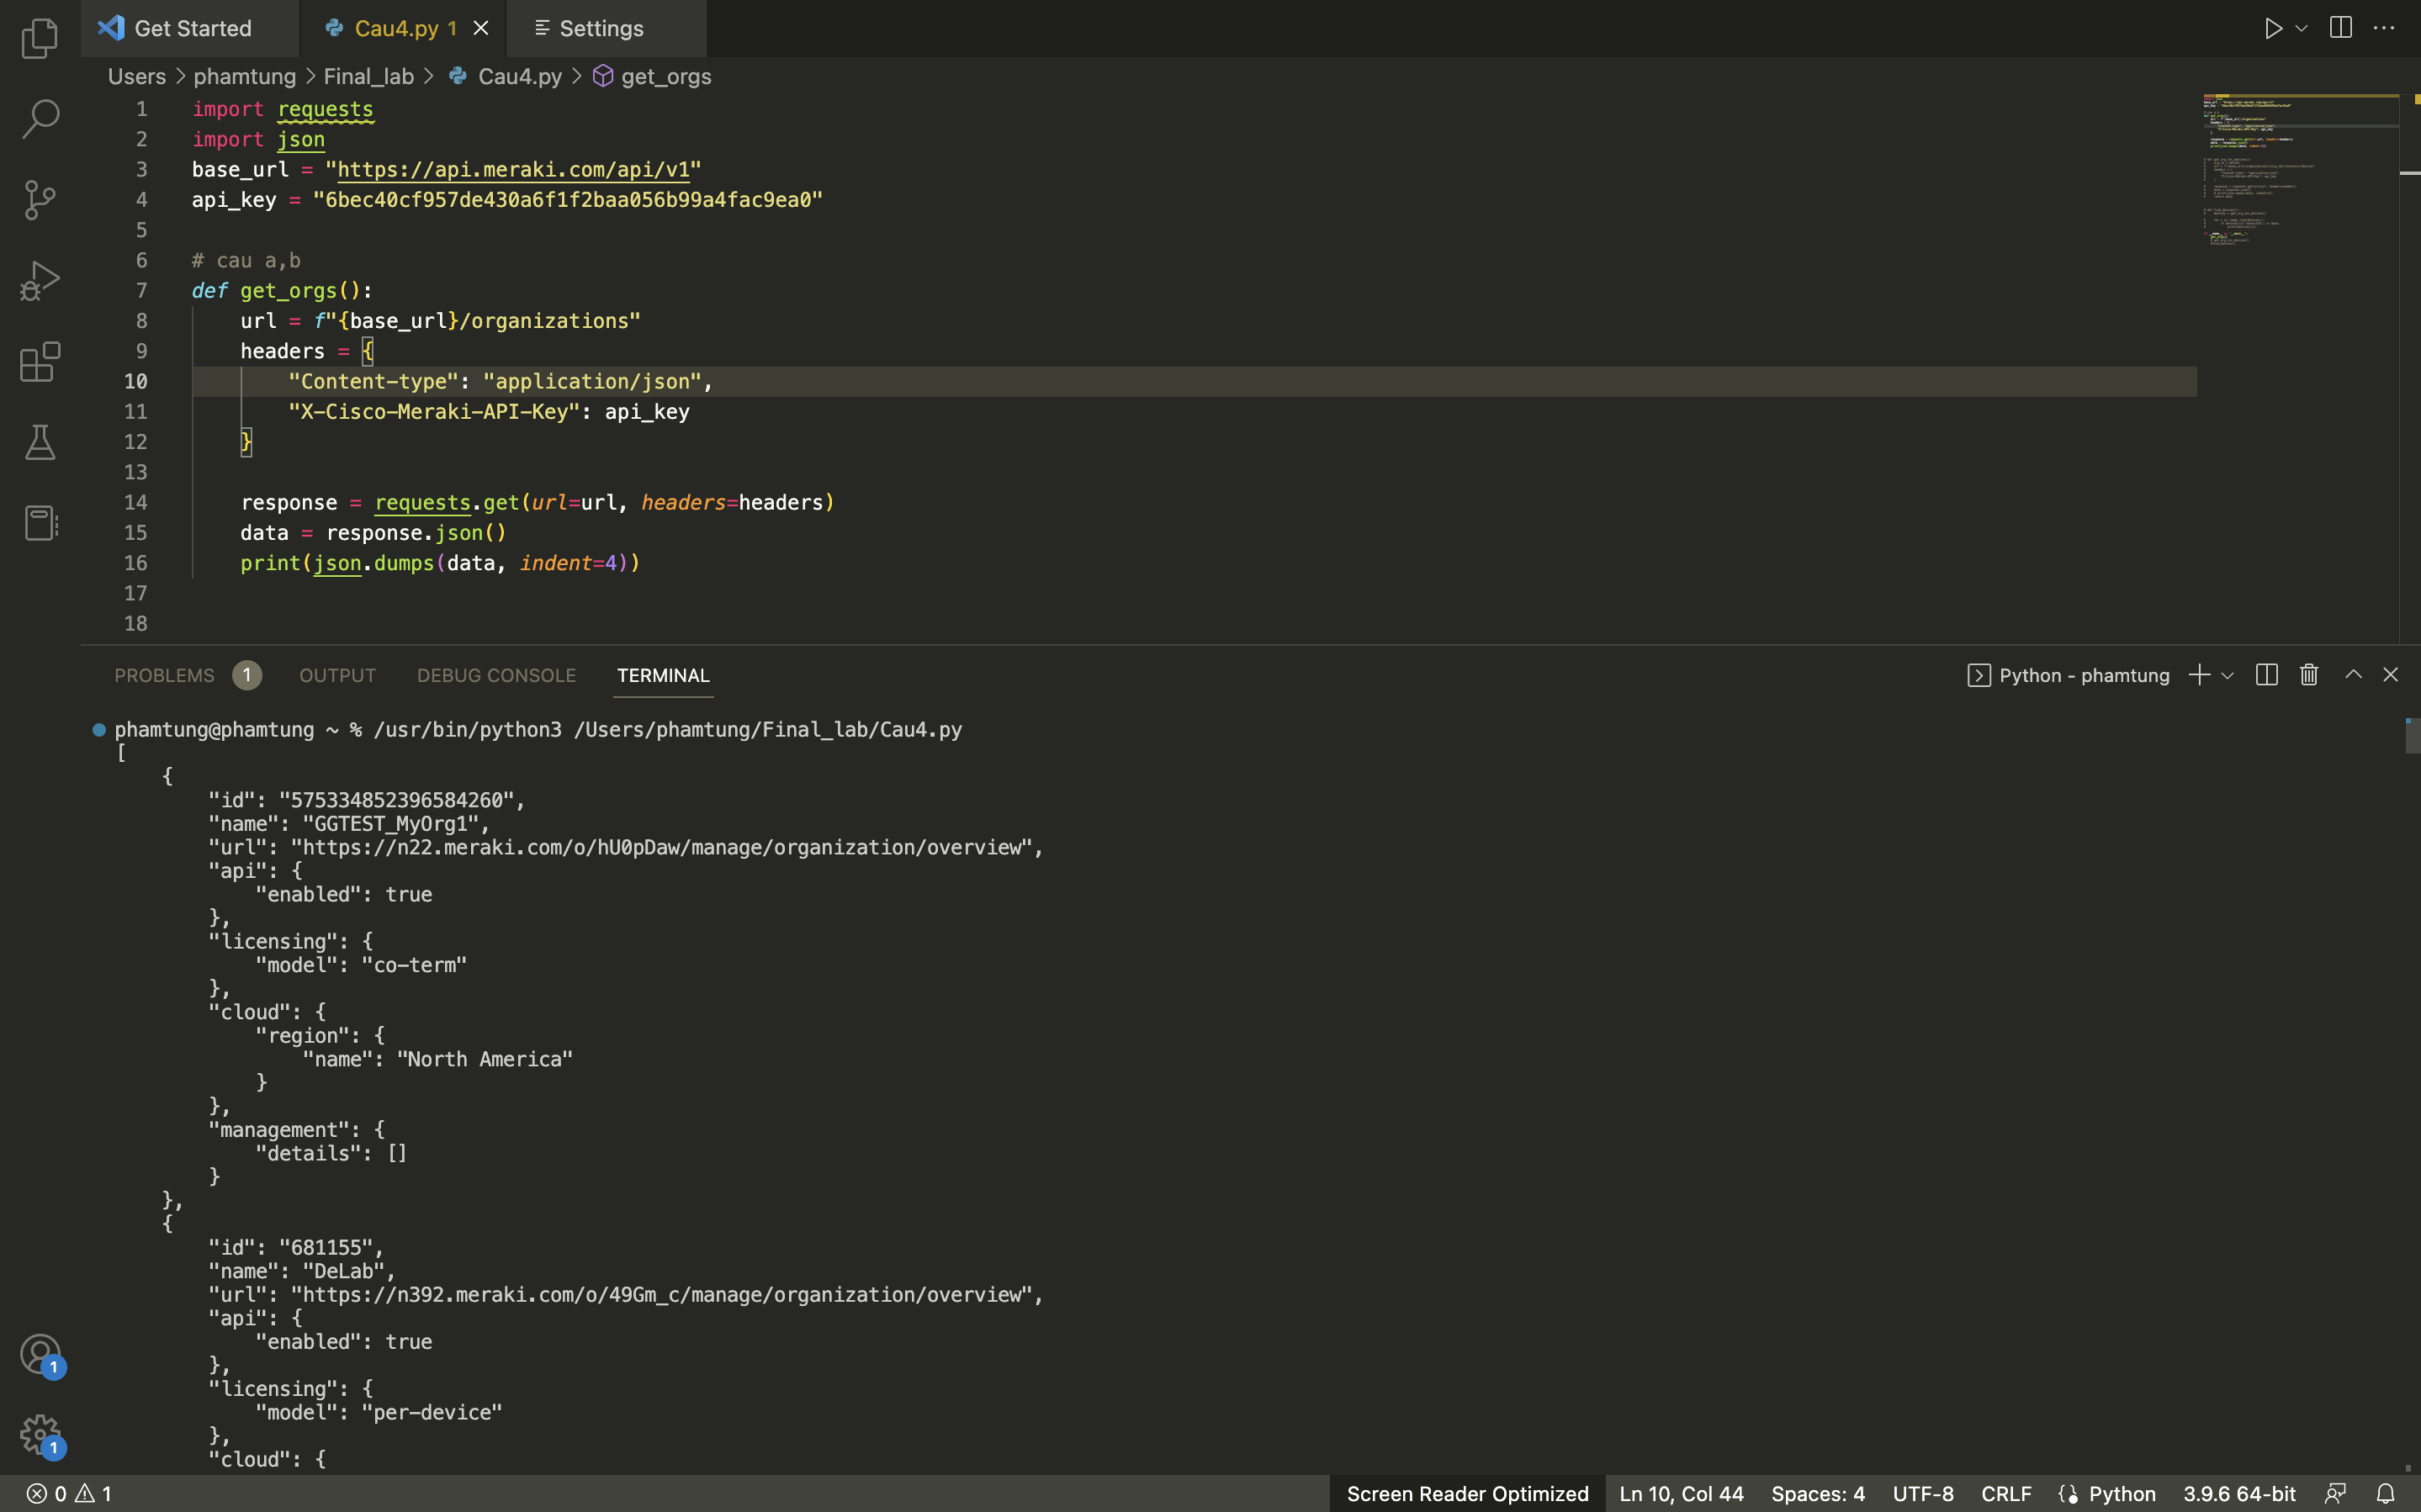 Get Started
Cau4.py 1
Settings
Users > phamtung > Final_lab > Cau4.py > get_orgs
1 import requests
2 import json
3 base_url = "https://api.meraki.com/api/v1"
4 api_key = "6bec40cf957de430a6f1f2baa056b99a4fac9ea0"
5
6 # cau a,b
7 def get_orgs():
8     url = f"{base_url}/organizations"
9     headers = {
10         "Content-type": "application/json",
11         "X-Cisco-Meraki-API-Key": api_key
12     }
13
14     response = requests.get(url=url, headers=headers)
15     data = response.json()
16     print(json.dumps(data, indent=4))
17
18
PROBLEMS 1 OUTPUT DEBUG CONSOLE TERMINAL
Python - phamtung
phamtung@phamtung ~ % /usr/bin/python3 /Users/phamtung/Final_lab/Cau4.py
[
    {
        "id": "575334852396584260",
        "name": "GGTEST_MyOrg1",
        "url": "https://n22.meraki.com/o/hU0pDaw/manage/organization/overview",
        "api": {
            "enabled": true
        },
        "licensing": {
            "model": "co-term"
        },
        "cloud": {
            "region": {
                "name": "North America"
            }
        },
        "management": {
            "details": []
        }
    },
    {
        "id": "681155",
        "name": "DeLab",
        "url": "https://n392.meraki.com/o/49Gm_c/manage/organization/overview",
        "api": {
            "enabled": true
        },
        "licensing": {
            "model": "per-device"
        },
        "cloud": {
1
1
0 1
Screen Reader Optimized Ln 10, Col 44 Spaces: 4 UTF-8 CRLF Python 3.9.6 64-bit